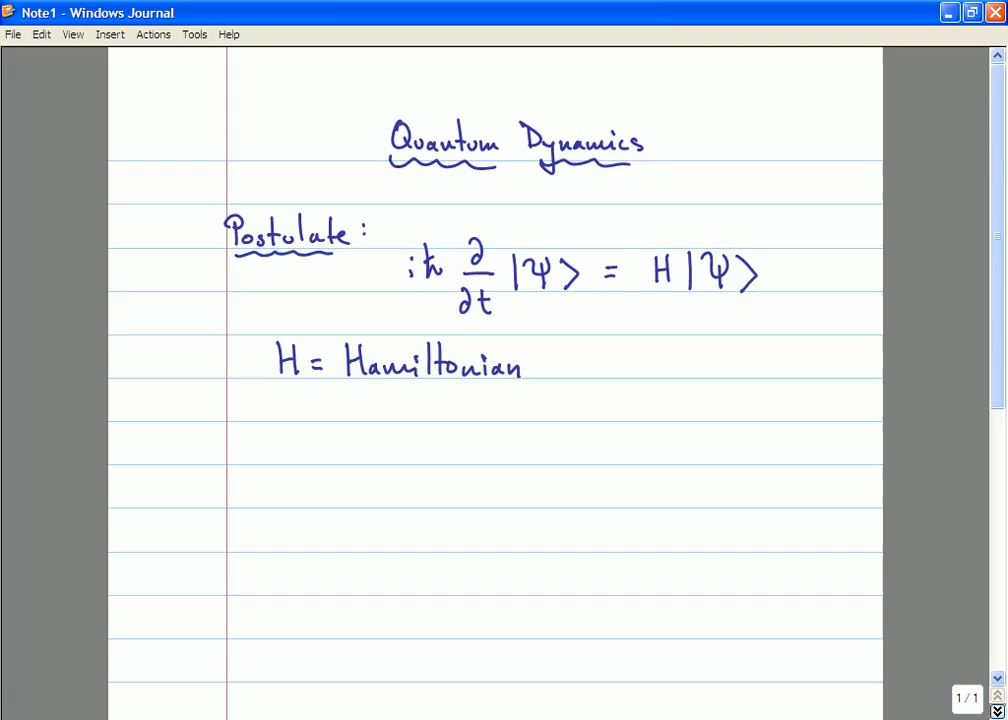 Note1 - Windows Journal
File Edit View Insert Actions Tools Help
Quantum Dynamics
Postulate:
iħ ∂/∂t |Ψ⟩ = H |Ψ⟩
H = Hamiltonian
1/1